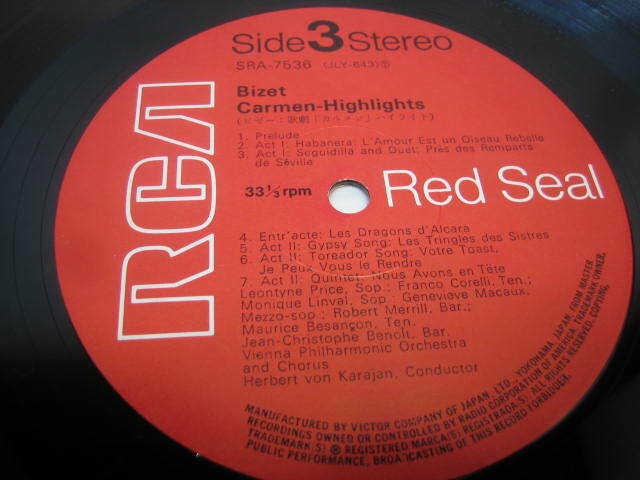 RCA
Side 3 Stereo
SRA-7536 (JLY-643) Ⓟ
Bizet
Carmen-Highlights
(ビゼー：歌劇「カルメン」ハイライト)
1. Prelude
2. Act I: Habanera: L'Amour Est un Oiseau Rebelle
3. Act I: Seguidilla and Duet: Près des Remparts
de Séville
33 1/3 rpm
Red Seal
4. Entr'acte: Les Dragons d'Alcara
5. Act II: Gypsy Song: Les Tringles des Sistres
6. Act II: Toreador Song: Votre Toast,
Je Peux Vous le Rendre
7. Act II: Quintet: Nous Avons en Tête
Leontyne Price, Sop.; Franco Corelli, Ten.;
Monique Linval, Sop.; Genevieve Macaux,
Mezzo-sop.; Robert Merrill, Bar.;
Maurice Besançon, Ten.
Jean-Christophe Benoît, Bar.
Vienna Philharmonic Orchestra
and Chorus
Herbert von Karajan, Conductor
MANUFACTURED BY VICTOR COMPANY OF JAPAN, LTD., YOKOHAMA, JAPAN, FROM MASTER
RECORDINGS OWNED OR CONTROLLED BY RADIO CORPORATION OF AMERICA TRADEMARK OWNER,
TRADEMARK(S) ® REGISTERED MARCA(S) REGISTRADA(S), ALL RIGHTS RESERVED, COPYING,
PUBLIC PERFORMANCE, BROADCASTING OF THIS RECORD FORBIDDEN.